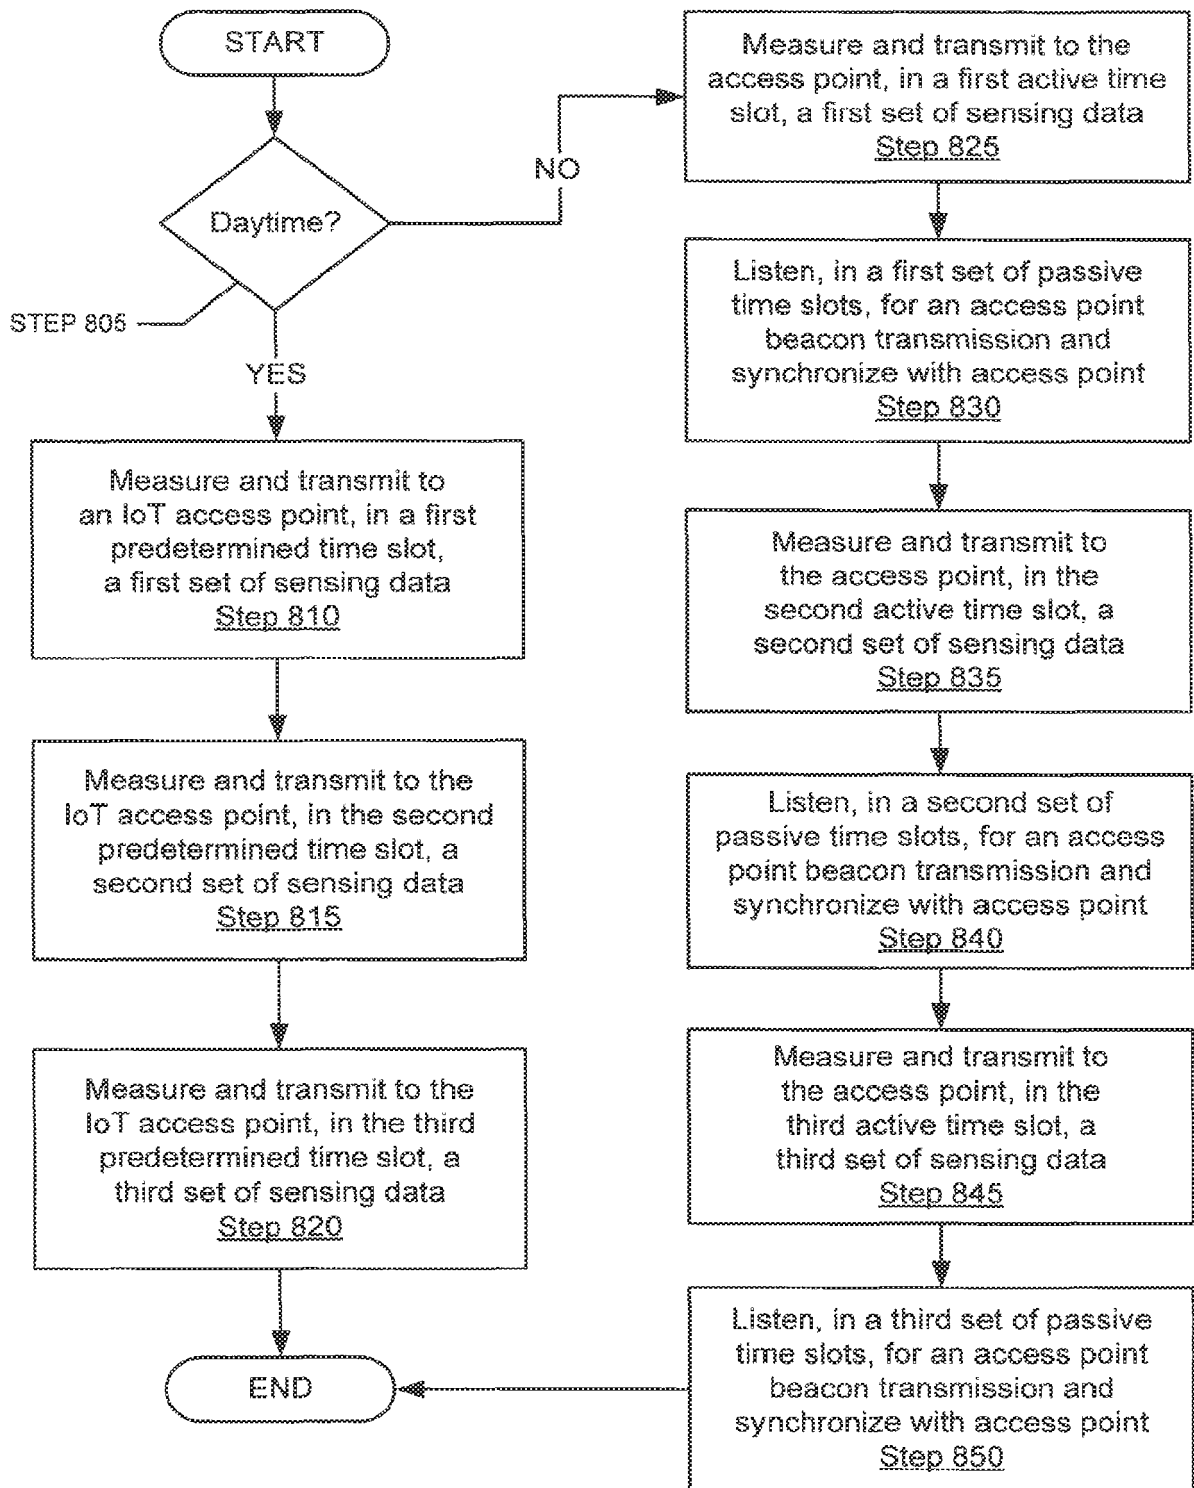 START
Daytime?
STEP 805
YES
NO
Measure and transmit to
an IoT access point, in a first
predetermined time slot,
a first set of sensing data
Step 810
Measure and transmit to the
IoT access point, in the second
predetermined time slot, a
second set of sensing data
Step 815
Measure and transmit to the
IoT access point, in the third
predetermined time slot, a
third set of sensing data
Step 820
END
Measure and transmit to the
access point, in a first active time
slot, a first set of sensing data
Step 825
Listen, in a first set of passive
time slots, for an access point
beacon transmission and
synchronize with access point
Step 830
Measure and transmit to
the access point, in the
second active time slot, a
second set of sensing data
Step 835
Listen, in a second set of
passive time slots, for an access
point beacon transmission and
synchronize with access point
Step 840
Measure and transmit to
the access point, in the
third active time slot, a
third set of sensing data
Step 845
Listen, in a third set of passive
time slots, for an access point
beacon transmission and
synchronize with access point
Step 850